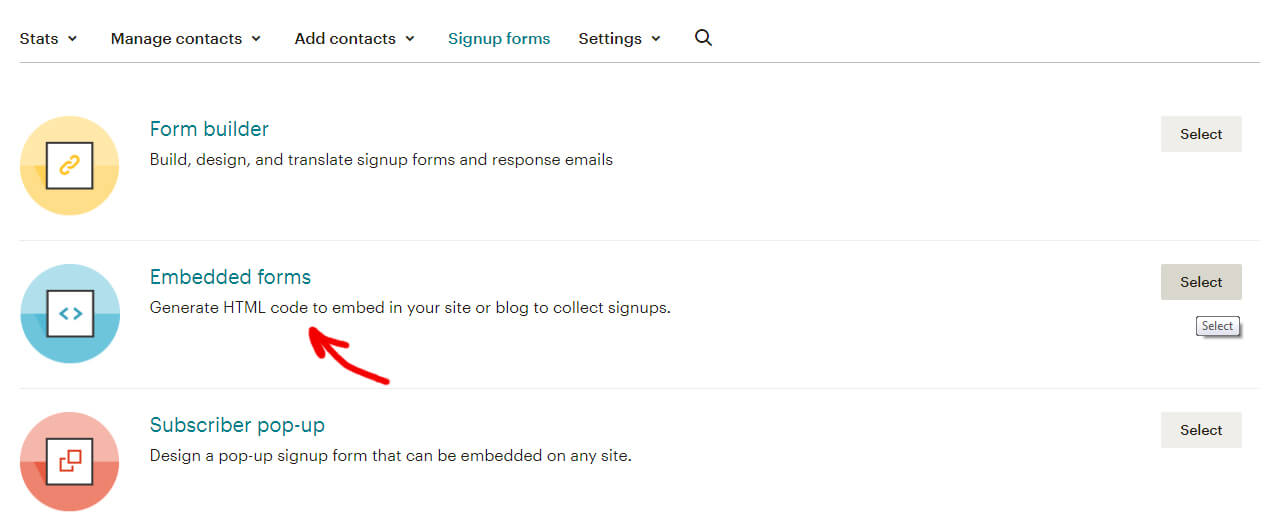 Stats Manage contacts Add contacts Signup forms Settings
Form builder
Select
Build, design, and translate signup forms and response emails
Embedded forms
Select
Generate HTML code to embed in your site or blog to collect signups.
Select
Subscriber pop-up
Select
Design a pop-up signup form that can be embedded on any site.